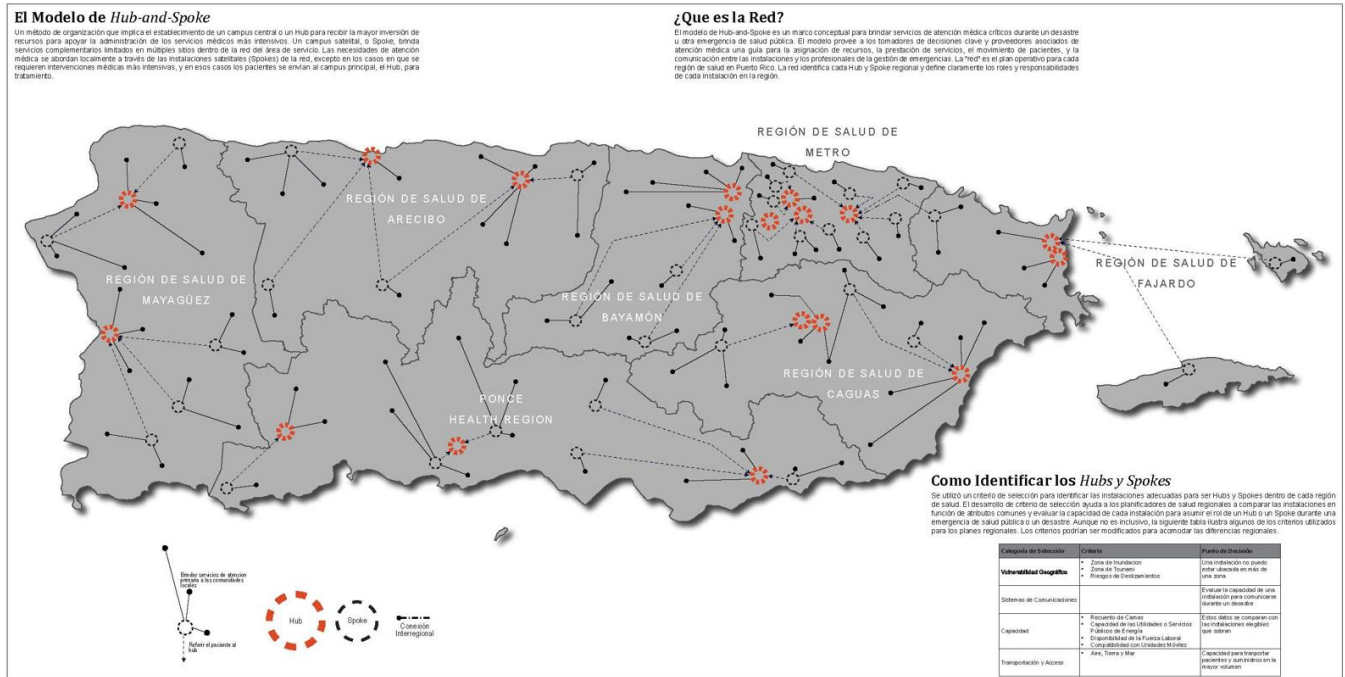 El Modelo de Hub-and-Spoke
Un método de organización que implica el establecimiento de un campus central o un Hub para recibir la mayor inversión de
recursos para apoyar la administración de los servicios médicos más intensivos. Un campus satelital, o Spoke, brinda
servicios complementarios limitados en múltiples sitios dentro de la red del área de servicio. Las necesidades de atención
médica se abordan localmente a través de las instalaciones satelitales (Spokes) de la red, excepto en los casos en que se
requieren intervenciones médicas más intensivas, y en esos casos los pacientes se envían al campus principal, el Hub, para
tratamiento.
¿Que es la Red?
El modelo de Hub-and-Spoke es un marco conceptual para brindar servicios de atención médica críticos durante un desastre
u otra emergencia de salud pública. El modelo provee a los tomadores de decisiones clave y proveedores asociados de
atención médica una guía para la asignación de recursos, la prestación de servicios, el movimiento de pacientes, y la
comunicación entre las instalaciones y los profesionales de la gestión de emergencias. La "red" es el plan operativo para cada
región de salud en Puerto Rico. La red identifica cada Hub y Spoke regional y define claramente los roles y responsabilidades
de cada instalación en la región.
REGIÓN DE SALUD DE
METRO
REGIÓN DE SALUD DE
ARECIBO
REGIÓN DE SALUD DE
MAYAGÜEZ
REGIÓN DE SALUD DE
BAYAMÓN
REGIÓN DE SALUD DE
FAJARDO
REGIÓN DE SALUD DE
CAGUAS
PONCE
HEALTH REGION
Como Identificar los Hubs y Spokes
Se utilizó un criterio de selección para identificar las instalaciones adecuadas para ser Hubs y Spokes dentro de cada región
de salud. El desarrollo de criterio de selección ayuda a los planificadores de salud regionales a comparar las instalaciones en
función de atributos comunes y evaluar la capacidad de cada instalación para asumir el rol de un Hub o un Spoke durante una
emergencia de salud pública o un desastre. Aunque no es inclusivo, la siguiente tabla ilustra algunos de los criterios utilizados
para los planes regionales. Los criterios podrían ser modificados para acomodar las diferencias regionales.
Categoría de Selección Criterio Punto de Decisión
Vulnerabilidad Geográfico
• Zona de Inundacion
• Zona de Tsunami
• Riesgos de Deslizamientos
Una instalación no puede
estar ubacada en más de
una zona
Sistemas de Comunicaciones
Evaluar la capacidad de una
instalación para comunicarse
durante un desastre
Capacidad
• Recuento de Camas
• Capacidad de las Utilidades o Servicios
Públicos de Energía
• Disponibilidad de la Fuerza Laboral
• Compatibilidad con Unidades Móviles
Estos datos se comparan con
las instalaciones elegibles
que sobran
Transportación y Acceso
• Aire, Tierra y Mar
Capacidad para tranportar
pacientes y suministros en la
mayor volumen
Brindar servicios de atencion
primaria a las comunidades
locales
Referir el paciente al
hub
Hub
Spoke
Conexión
Interregional